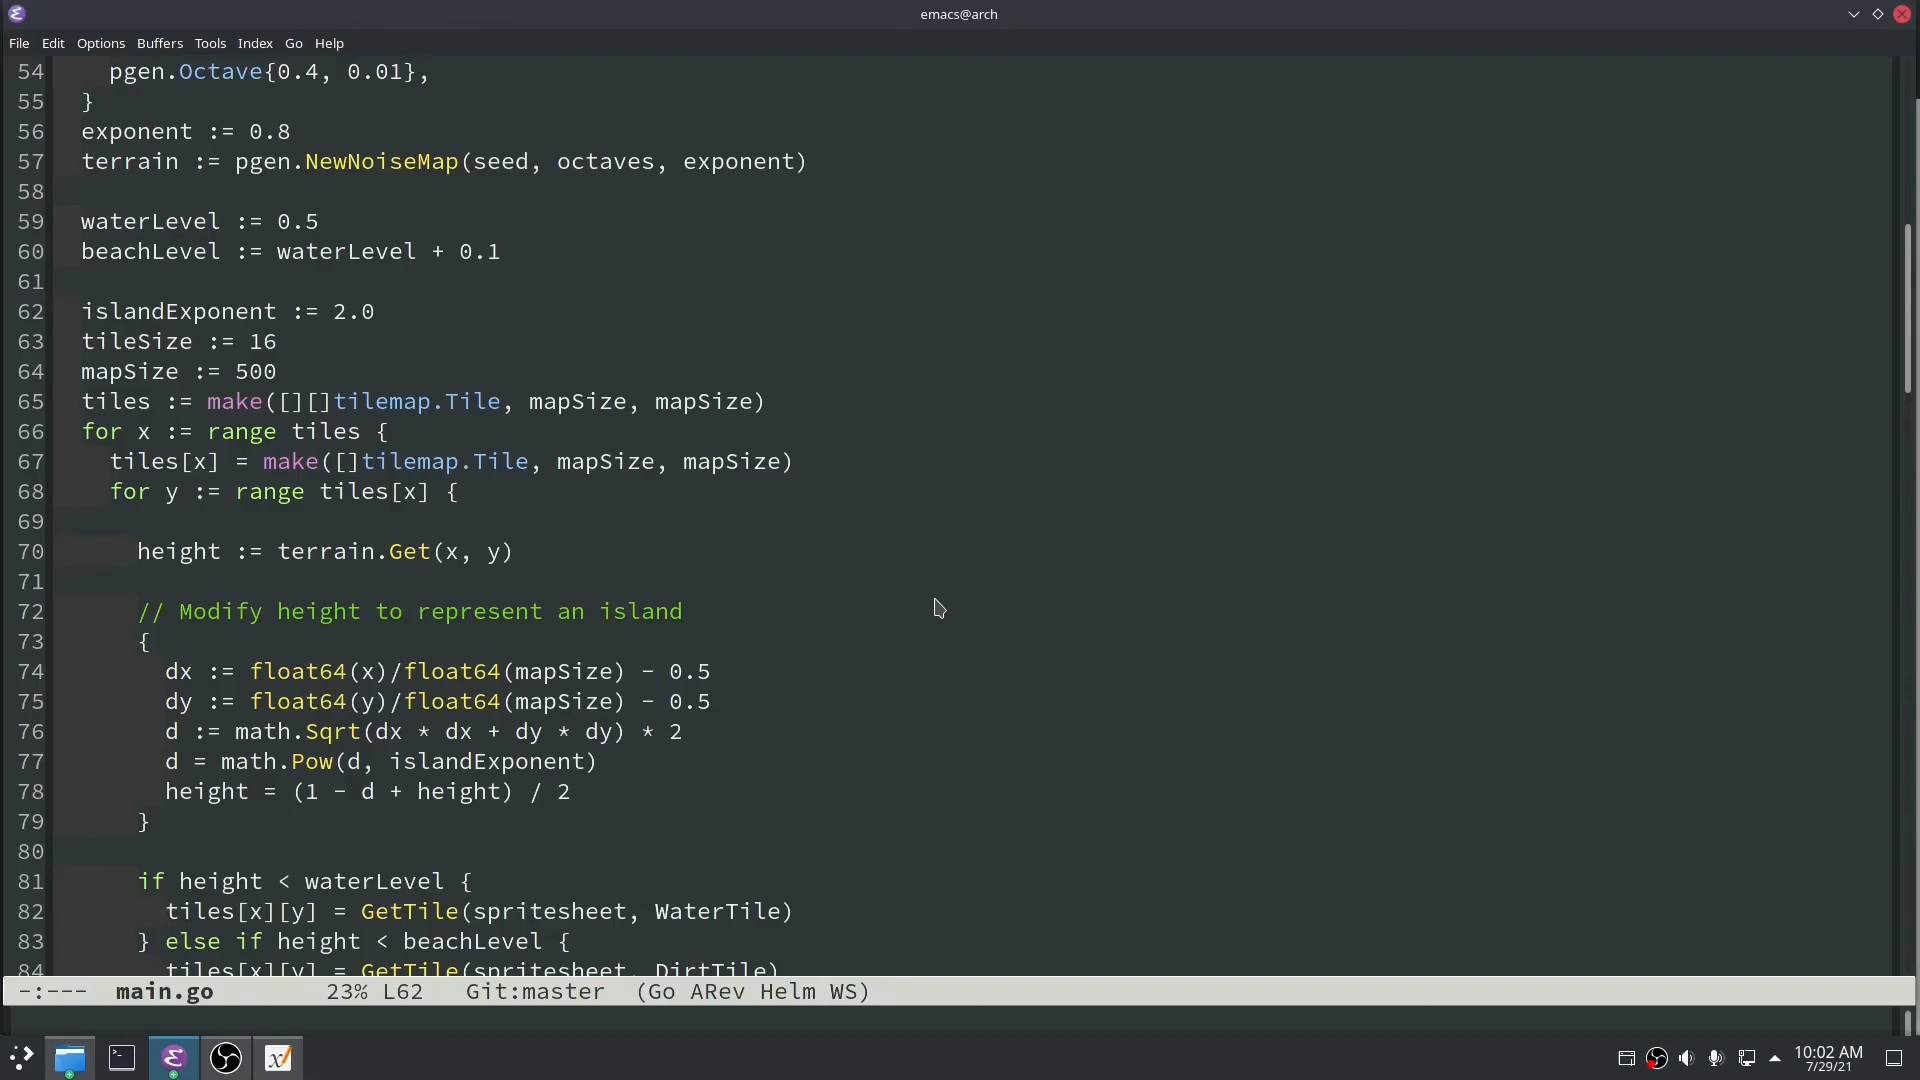 emacs@arch
File Edit Options Buffers Tools Index Go Help
54 pgen.Octave{0.4, 0.01},
55 }
56 exponent := 0.8
57 terrain := pgen.NewNoiseMap(seed, octaves, exponent)
58
59 waterLevel := 0.5
60 beachLevel := waterLevel + 0.1
61
62 islandExponent := 2.0
63 tileSize := 16
64 mapSize := 500
65 tiles := make([][]tilemap.Tile, mapSize, mapSize)
66 for x := range tiles {
67 tiles[x] = make([]tilemap.Tile, mapSize, mapSize)
68 for y := range tiles[x] {
69
70 height := terrain.Get(x, y)
71
72 // Modify height to represent an island
73 {
74 dx := float64(x)/float64(mapSize) - 0.5
75 dy := float64(y)/float64(mapSize) - 0.5
76 d := math.Sqrt(dx * dx + dy * dy) * 2
77 d = math.Pow(d, islandExponent)
78 height = (1 - d + height) / 2
79 }
80
81 if height < waterLevel {
82 tiles[x][y] = GetTile(spritesheet, WaterTile)
83 } else if height < beachLevel {
84 tiles[x][y] = GetTile(spritesheet, DirtTile)
-:--- main.go 23% L62 Git:master (Go ARev Helm WS)
10:02 AM
7/29/21